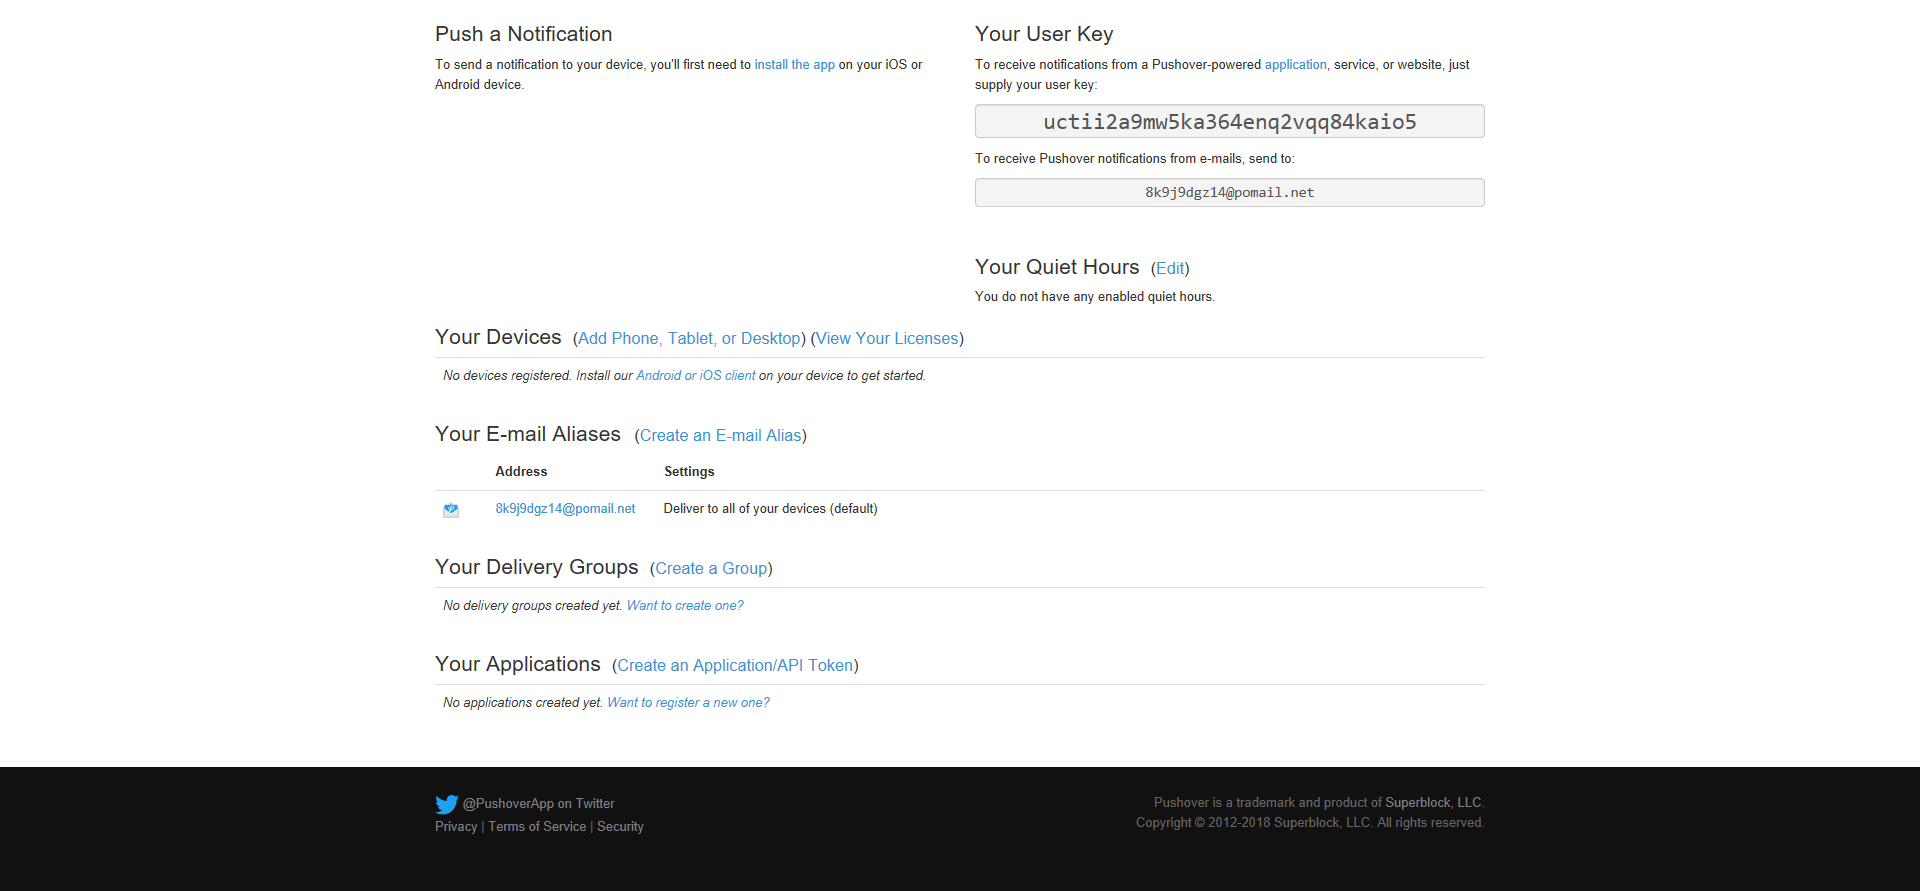 Push a Notification
To send a notification to your device, you'll first need to install the app on your iOS or
Android device.
Your User Key
To receive notifications from a Pushover-powered application, service, or website, just
supply your user key:
uctii2a9mw5ka364enq2vqq84kaio5
To receive Pushover notifications from e-mails, send to:
8k9j9dgz14@pomail.net
Your Quiet Hours (Edit)
You do not have any enabled quiet hours.
Your Devices (Add Phone, Tablet, or Desktop) (View Your Licenses)
No devices registered. Install our Android or iOS client on your device to get started.
Your E-mail Aliases (Create an E-mail Alias)
Address Settings
8k9j9dgz14@pomail.net Deliver to all of your devices (default)
Your Delivery Groups (Create a Group)
No delivery groups created yet. Want to create one?
Your Applications (Create an Application/API Token)
No applications created yet. Want to register a new one?
@PushoverApp on Twitter
Privacy | Terms of Service | Security
Pushover is a trademark and product of Superblock, LLC.
Copyright © 2012-2018 Superblock, LLC. All rights reserved.